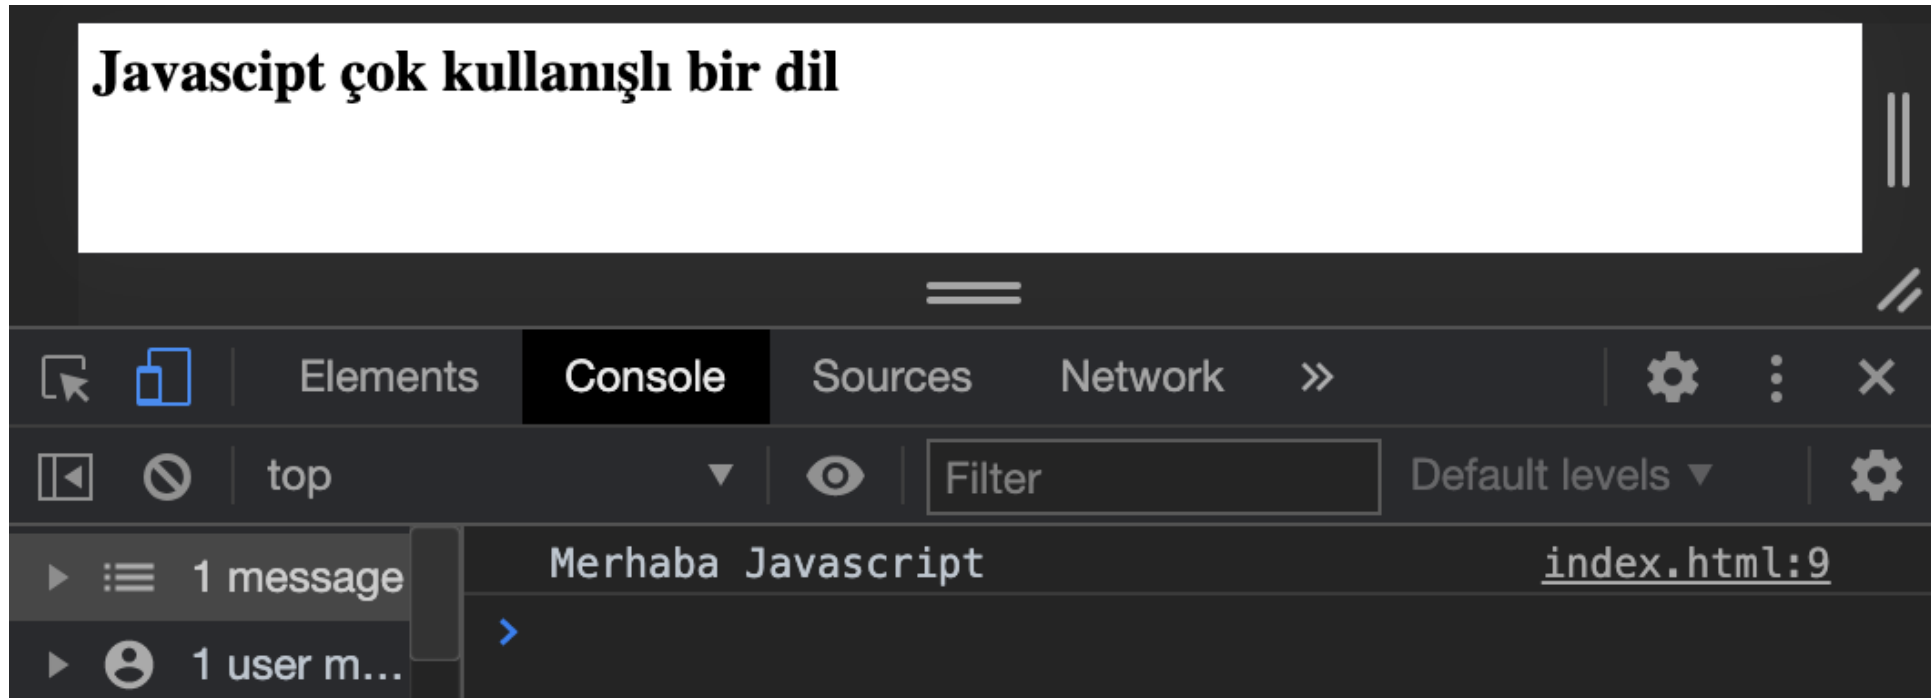 Javascipt çok kullanışlı bir dil
Elements Console Sources Network
top Filter Default levels
1 message
Merhaba Javascript index.html:9
1 user m...